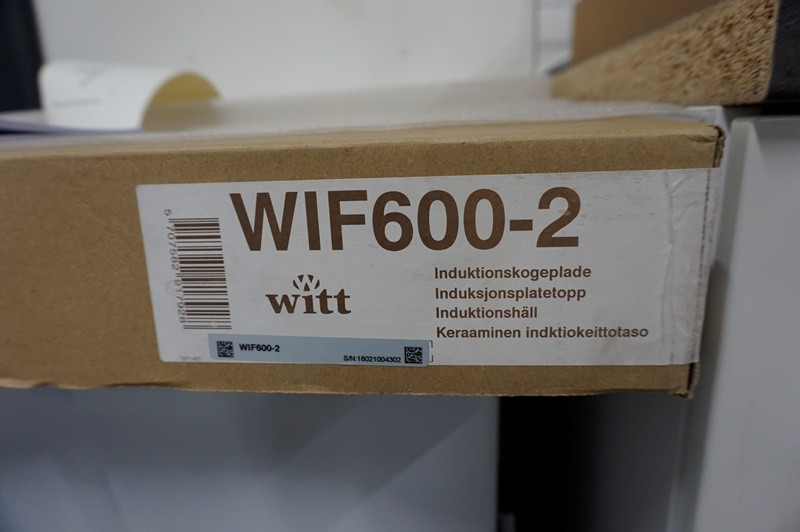 WIF600-2
witt
Induktionskogeplade
Induksjonsplatetopp
Induktionshäll
Keraaminen indktiokeittotaso
WIF600-2
S/N:18021004302